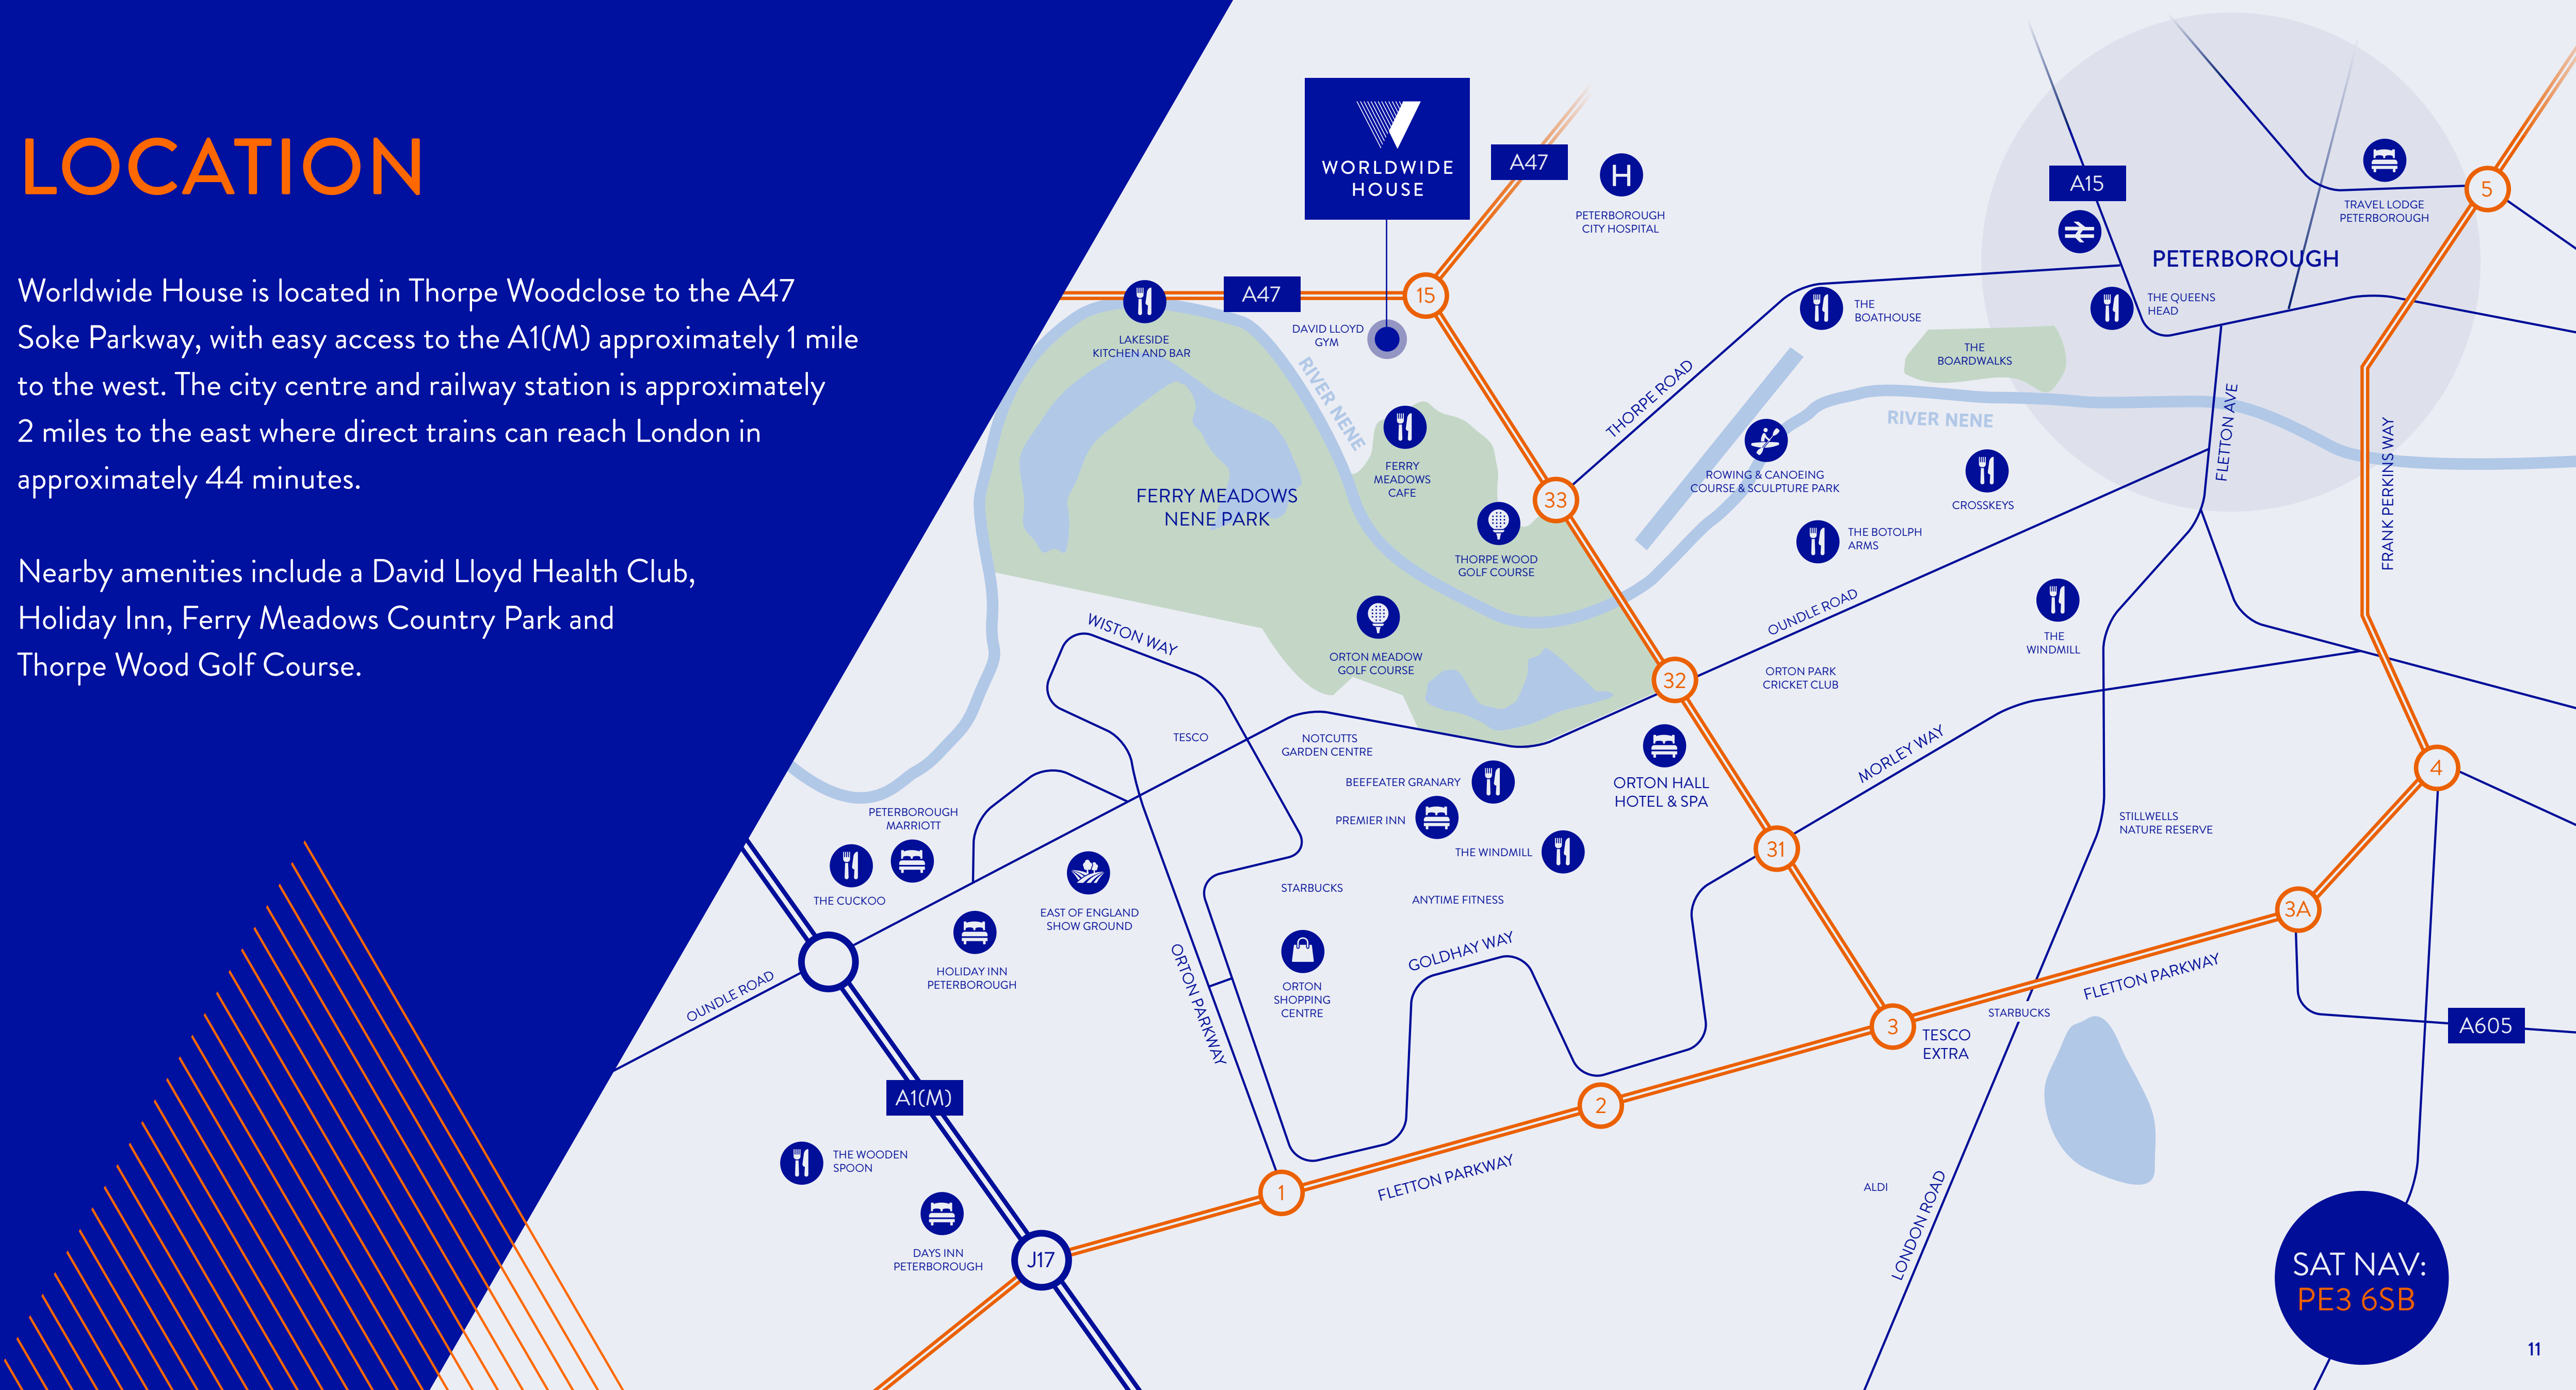 LOCATION
Worldwide House is located in Thorpe Woodclose to the A47
Soke Parkway, with easy access to the A1(M) approximately 1 mile
to the west. The city centre and railway station is approximately
2 miles to the east where direct trains can reach London in
approximately 44 minutes.
Nearby amenities include a David Lloyd Health Club,
Holiday Inn, Ferry Meadows Country Park and
Thorpe Wood Golf Course.
WORLDWIDE
HOUSE
A47
H
PETERBOROUGH
CITY HOSPITAL
A15
TRAVEL LODGE
PETERBOROUGH
5
PETERBOROUGH
A47
15
LAKESIDE
KITCHEN AND BAR
DAVID LLOYD
GYM
THE
BOATHOUSE
THE QUEENS
HEAD
THE
BOARDWALKS
RIVER NENE
THORPE ROAD
RIVER NENE
FLETTON AVE
FRANK PERKINS WAY
FERRY
MEADOWS
CAFE
FERRY MEADOWS
NENE PARK
33
ROWING & CANOEING
COURSE & SCULPTURE PARK
CROSSKEYS
THE BOTOLPH
ARMS
THORPE WOOD
GOLF COURSE
OUNDLE ROAD
THE
WINDMILL
WISTON WAY
ORTON MEADOW
GOLF COURSE
32
ORTON PARK
CRICKET CLUB
TESCO
NOTCUTTS
GARDEN CENTRE
BEEFEATER GRANARY
PREMIER INN
THE WINDMILL
ORTON HALL
HOTEL & SPA
MORLEY WAY
4
PETERBOROUGH
MARRIOTT
THE CUCKOO
31
STILLWELLS
NATURE RESERVE
EAST OF ENGLAND
SHOW GROUND
STARBUCKS
ANYTIME FITNESS
3A
HOLIDAY INN
PETERBOROUGH
OUNDLE ROAD
ORTON PARKWAY
ORTON
SHOPPING
CENTRE
GOLDHAY WAY
FLETTON PARKWAY
STARBUCKS
3
TESCO
EXTRA
A605
A1(M)
2
THE WOODEN
SPOON
1
FLETTON PARKWAY
ALDI
LONDON ROAD
DAYS INN
PETERBOROUGH
J17
SAT NAV:
PE3 6SB
11